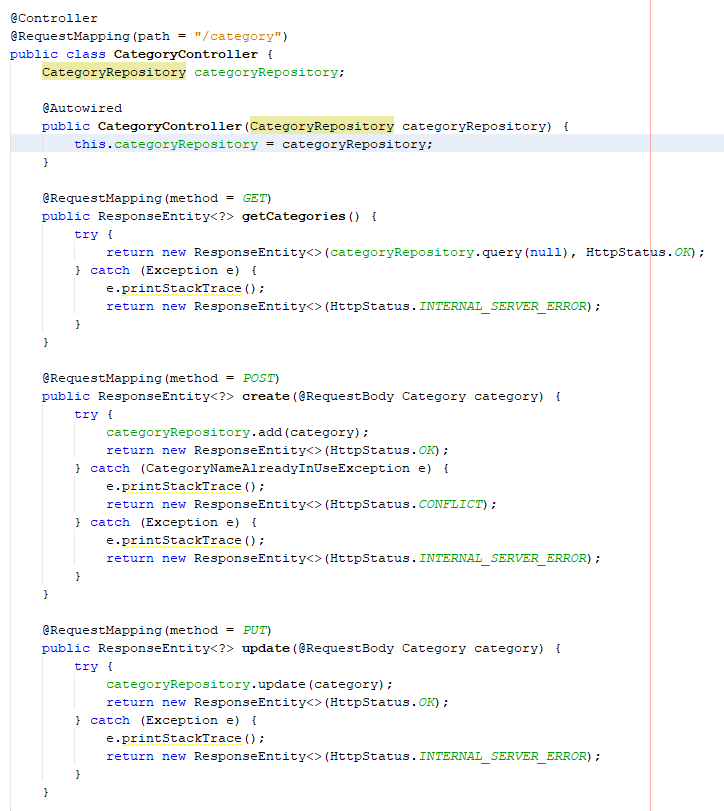 @Controller
@RequestMapping(path = "/category")
public class CategoryController {
    CategoryRepository categoryRepository;

    @Autowired
    public CategoryController(CategoryRepository categoryRepository) {
        this.categoryRepository = categoryRepository;
    }

    @RequestMapping(method = GET)
    public ResponseEntity<?> getCategories() {
        try {
            return new ResponseEntity<>(categoryRepository.query(null), HttpStatus.OK);
        } catch (Exception e) {
            e.printStackTrace();
            return new ResponseEntity<>(HttpStatus.INTERNAL_SERVER_ERROR);
        }
    }

    @RequestMapping(method = POST)
    public ResponseEntity<?> create(@RequestBody Category category) {
        try {
            categoryRepository.add(category);
            return new ResponseEntity<>(HttpStatus.OK);
        } catch (CategoryNameAlreadyInUseException e) {
            e.printStackTrace();
            return new ResponseEntity<>(HttpStatus.CONFLICT);
        } catch (Exception e) {
            e.printStackTrace();
            return new ResponseEntity<>(HttpStatus.INTERNAL_SERVER_ERROR);
        }
    }

    @RequestMapping(method = PUT)
    public ResponseEntity<?> update(@RequestBody Category category) {
        try {
            categoryRepository.update(category);
            return new ResponseEntity<>(HttpStatus.OK);
        } catch (Exception e) {
            e.printStackTrace();
            return new ResponseEntity<>(HttpStatus.INTERNAL_SERVER_ERROR);
        }
    }